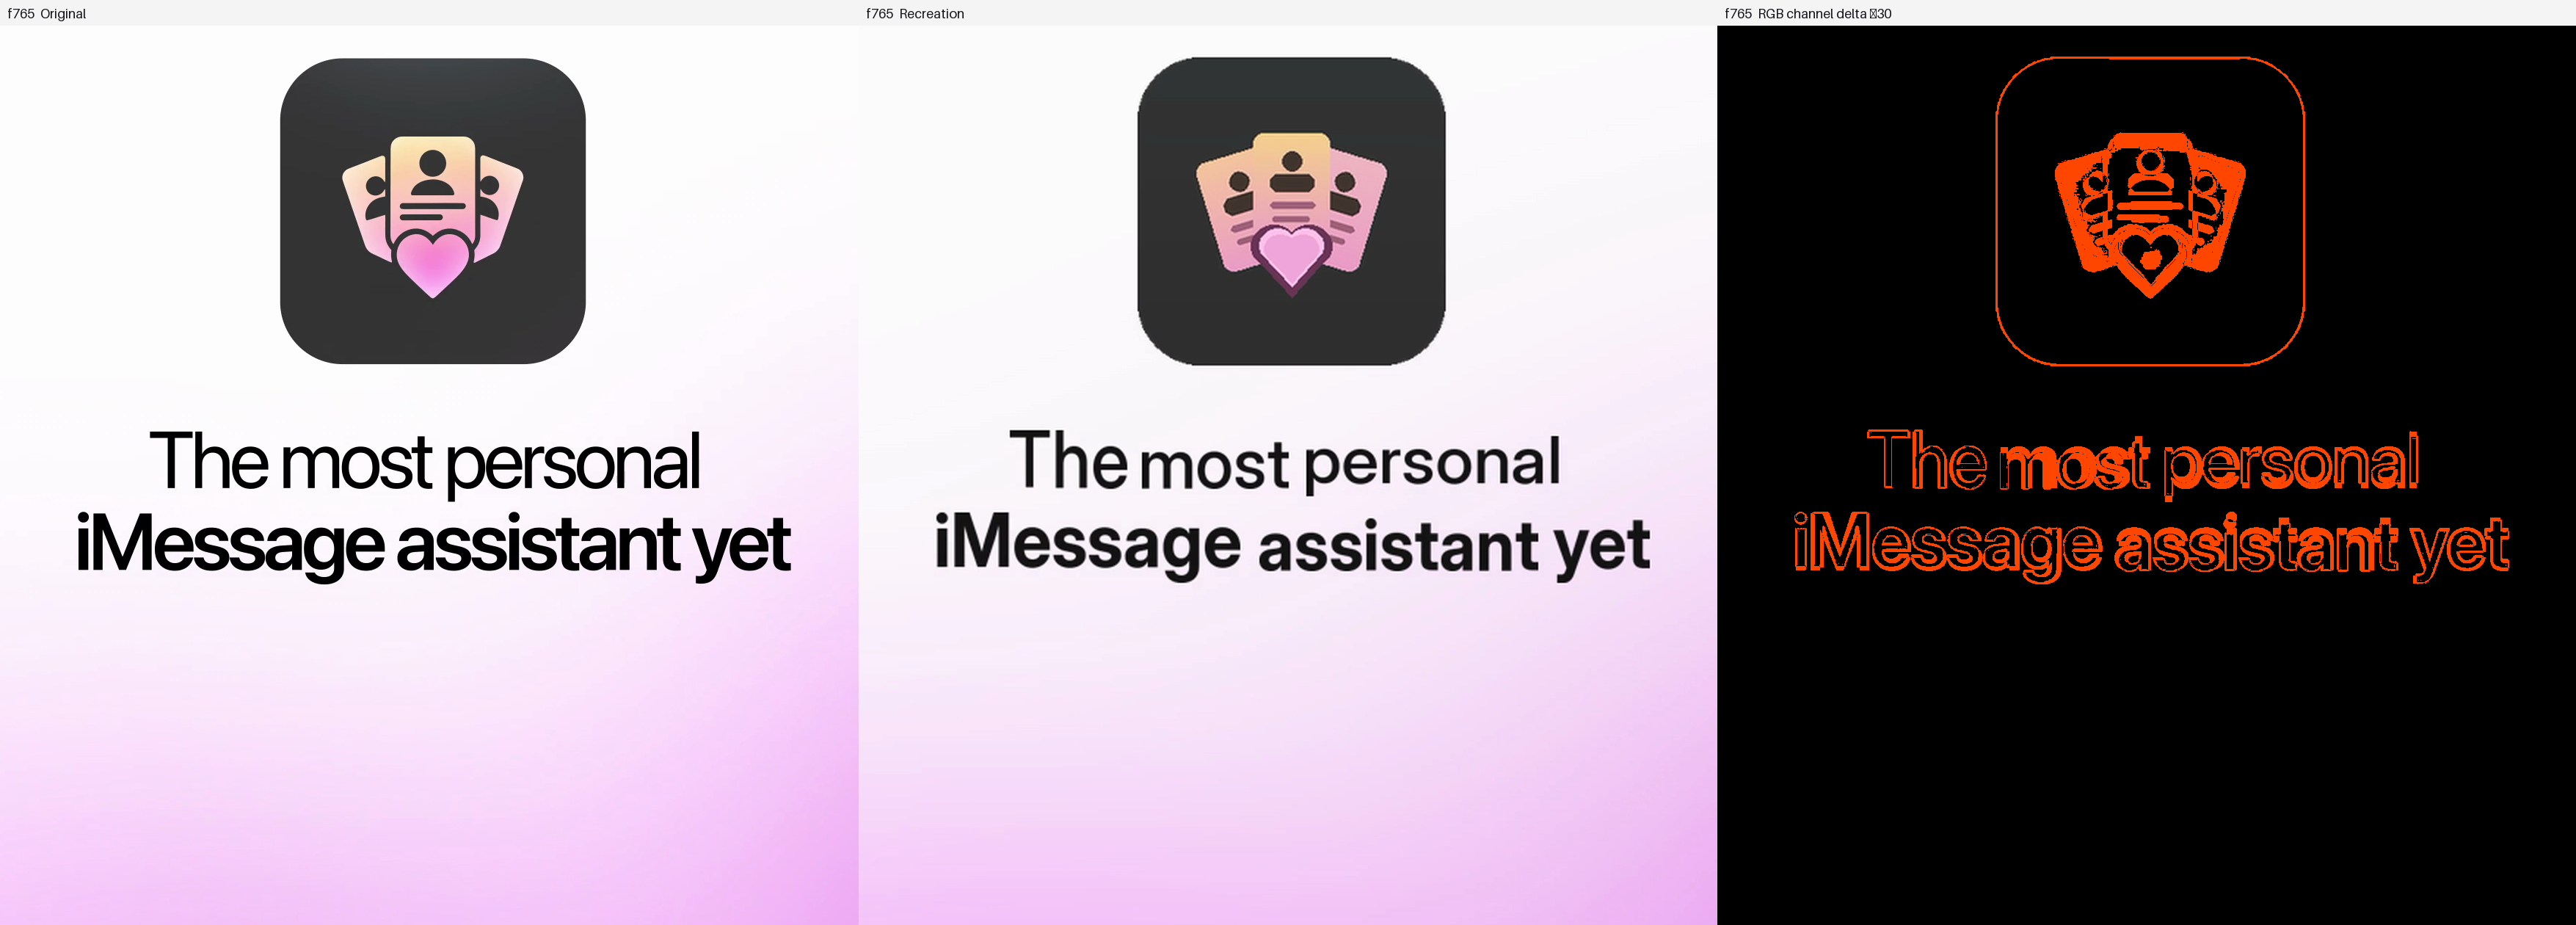 f765 Original
f765 Recreation
f765 RGB channel delta 30
The most personal
iMessage assistant yet
The most personal
iMessage assistant yet
The most personal
iMessage assistant yet